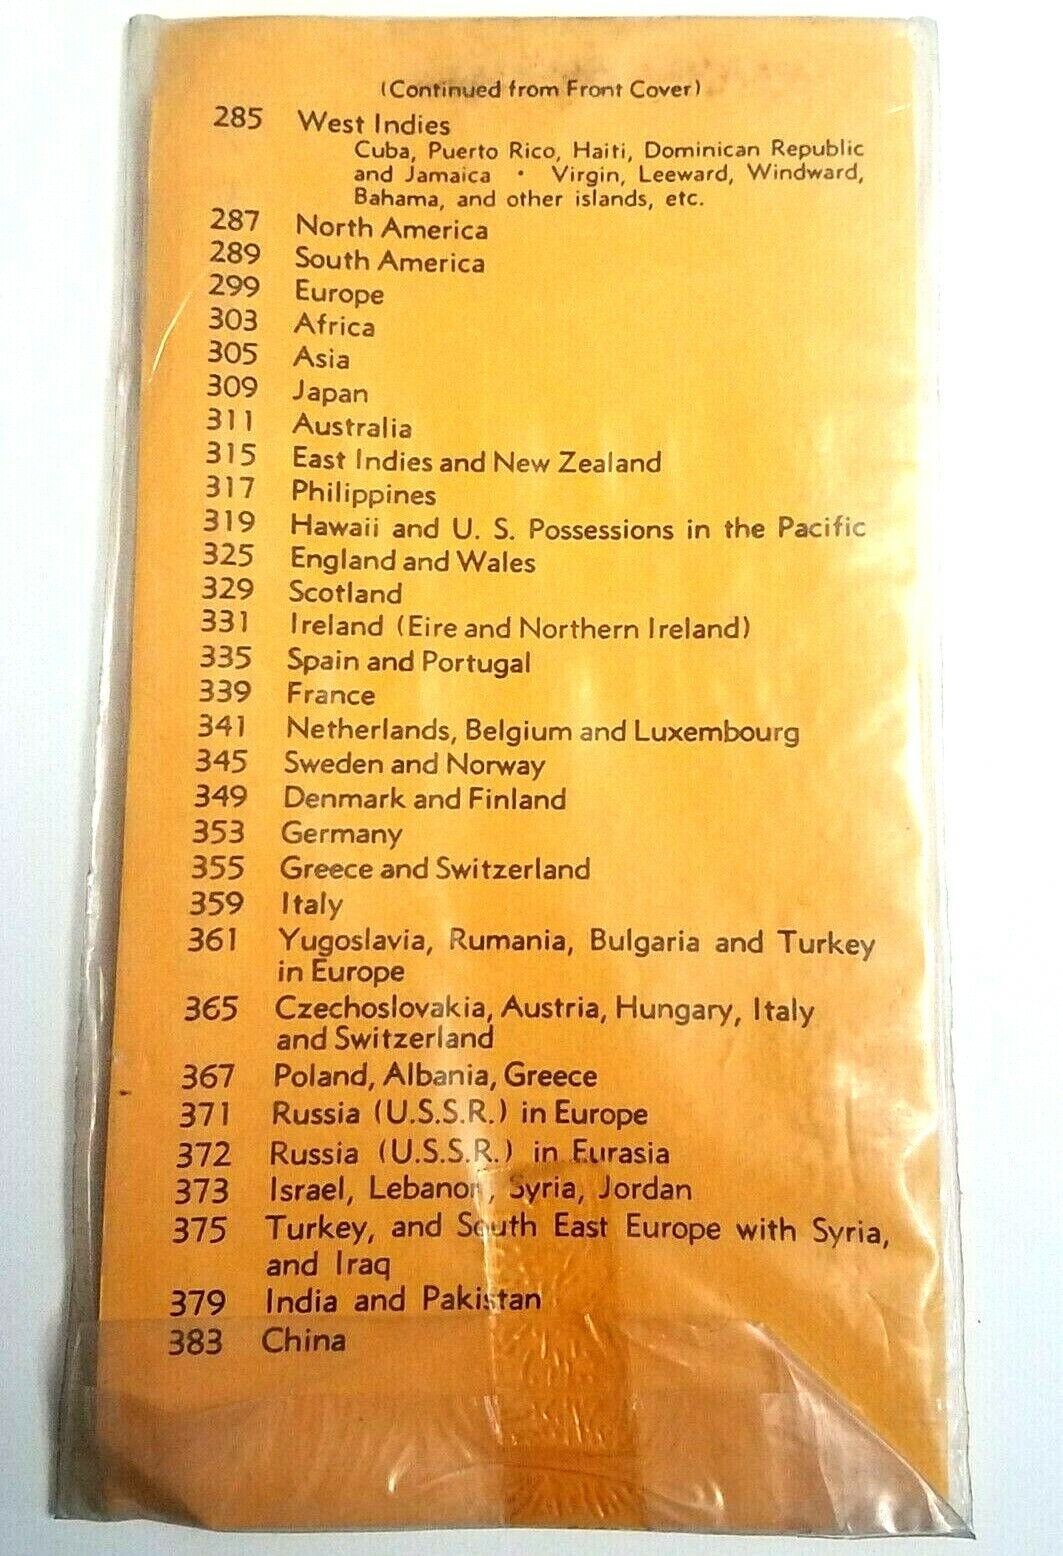 (Continued from Front Cover)
285 West Indies
Cuba, Puerto Rico, Haiti, Dominican Republic
and Jamaica • Virgin, Leeward, Windward,
Bahama, and other islands, etc.
287 North America
289 South America
299 Europe
303 Africa
305 Asia
309 Japan
311 Australia
315 East Indies and New Zealand
317 Philippines
319 Hawaii and U. S. Possessions in the Pacific
325 England and Wales
329 Scotland
331 Ireland (Eire and Northern Ireland)
335 Spain and Portugal
339 France
341 Netherlands, Belgium and Luxembourg
345 Sweden and Norway
349 Denmark and Finland
353 Germany
355 Greece and Switzerland
359 Italy
361 Yugoslavia, Rumania, Bulgaria and Turkey
in Europe
365 Czechoslovakia, Austria, Hungary, Italy
and Switzerland
367 Poland, Albania, Greece
371 Russia (U.S.S.R.) in Europe
372 Russia (U.S.S.R.) in Eurasia
373 Israel, Lebanon, Syria, Jordan
375 Turkey, and South East Europe with Syria,
and Iraq
379 India and Pakistan
383 China